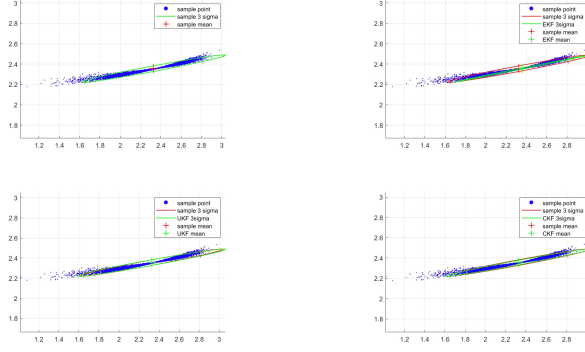 3
2.8
2.6
2.4
2.2
2
1.8
1.2 1.4 1.6 1.8 2 2.2 2.4 2.6 2.8 3
sample point
sample 3 sigma
sample mean
3
2.8
2.6
2.4
2.2
2
1.8
1.2 1.4 1.6 1.8 2 2.2 2.4 2.6 2.8
sample point
sample 3 sigma
EKF 3sigma
sample mean
EKF mean
3
2.8
2.6
2.4
2.2
2
1.8
1.2 1.4 1.6 1.8 2 2.2 2.4 2.6 2.8 3
sample point
sample 3 sigma
UKF 3sigma
sample mean
UKF mean
3
2.8
2.6
2.4
2.2
2
1.8
1.2 1.4 1.6 1.8 2 2.2 2.4 2.6 2.8
sample point
sample 3 sigma
CKF 3sigma
sample mean
CKF mean